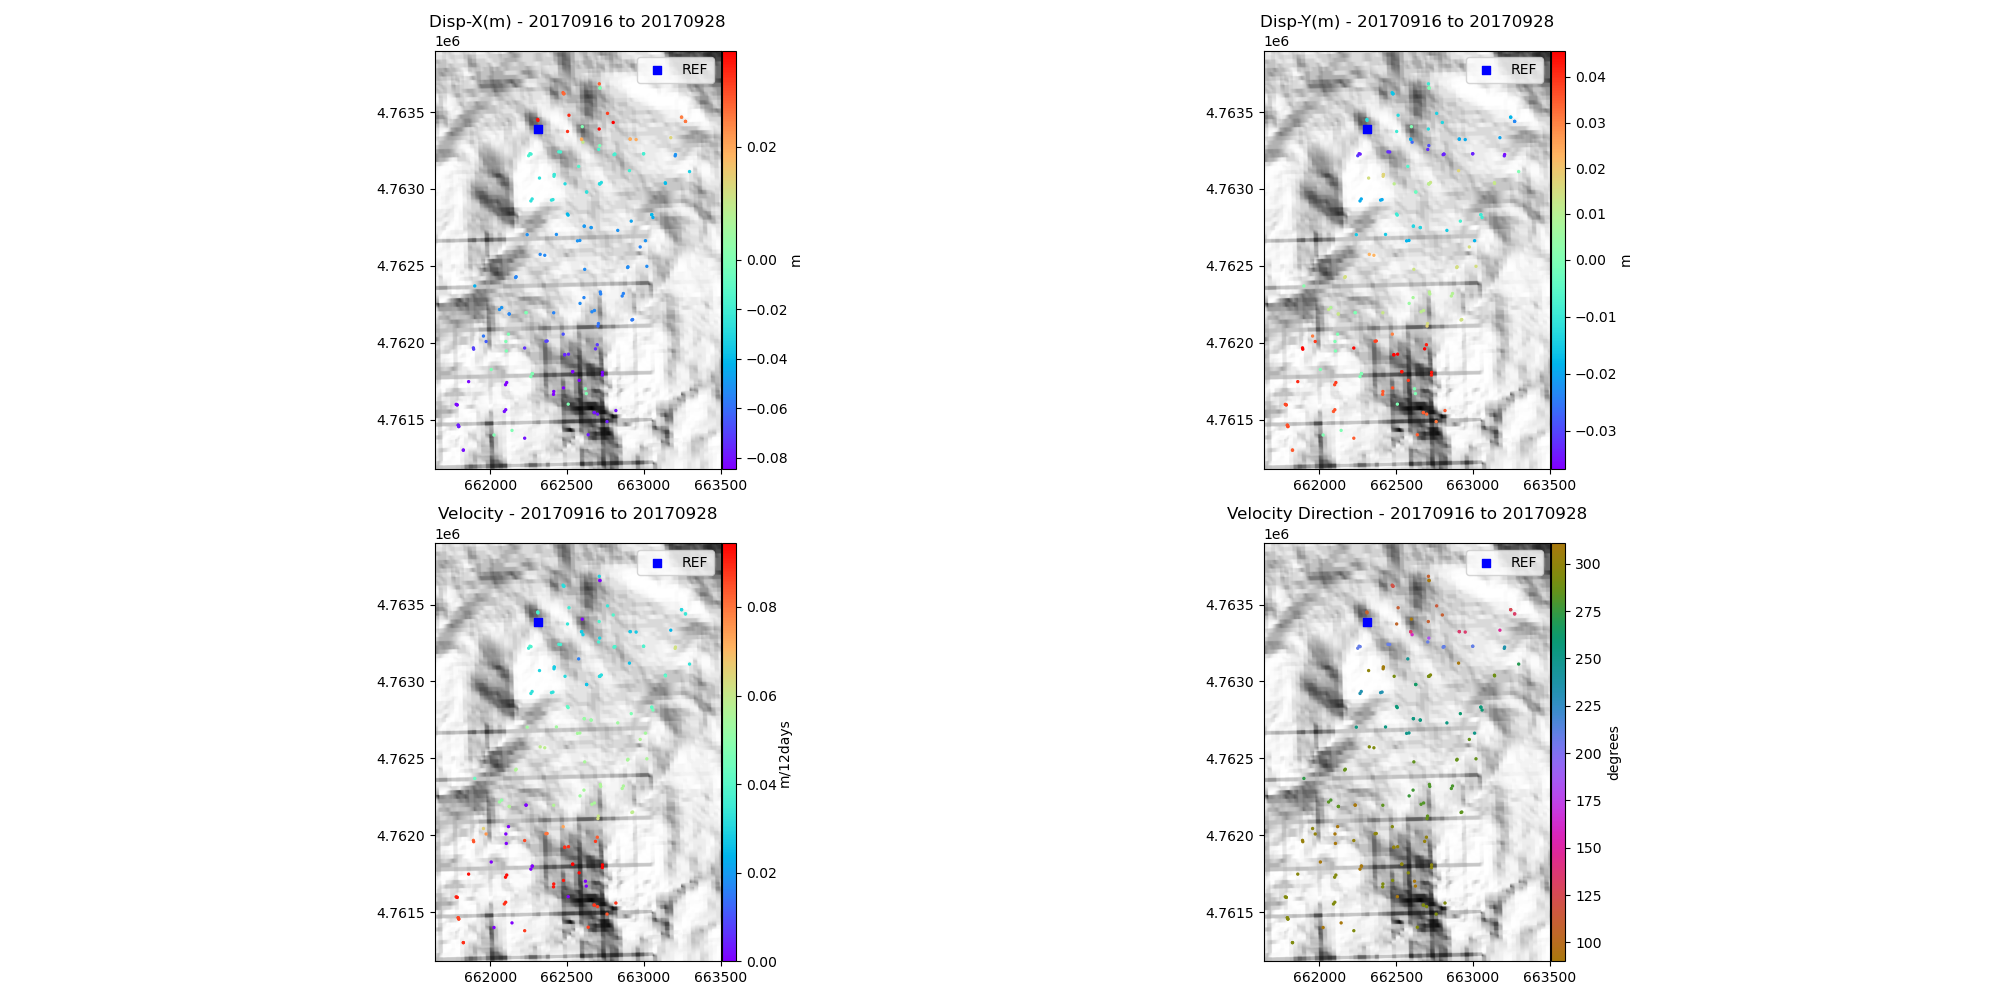 Disp-X(m) - 20170916 to 20170928
1e6
REF
4.7635
4.7630
4.7625
4.7620
4.7615
662000 662500 663000 663500
0.02
0.00
−0.02
−0.04
−0.06
−0.08
m
Disp-Y(m) - 20170916 to 20170928
1e6
REF
4.7635
4.7630
4.7625
4.7620
4.7615
662000 662500 663000 663500
0.04
0.03
0.02
0.01
0.00
−0.01
−0.02
−0.03
m
Velocity - 20170916 to 20170928
1e6
REF
4.7635
4.7630
4.7625
4.7620
4.7615
662000 662500 663000 663500
0.08
0.06
0.04
0.02
0.00
m/12days
Velocity Direction - 20170916 to 20170928
1e6
REF
4.7635
4.7630
4.7625
4.7620
4.7615
662000 662500 663000 663500
300
275
250
225
200
175
150
125
100
degrees